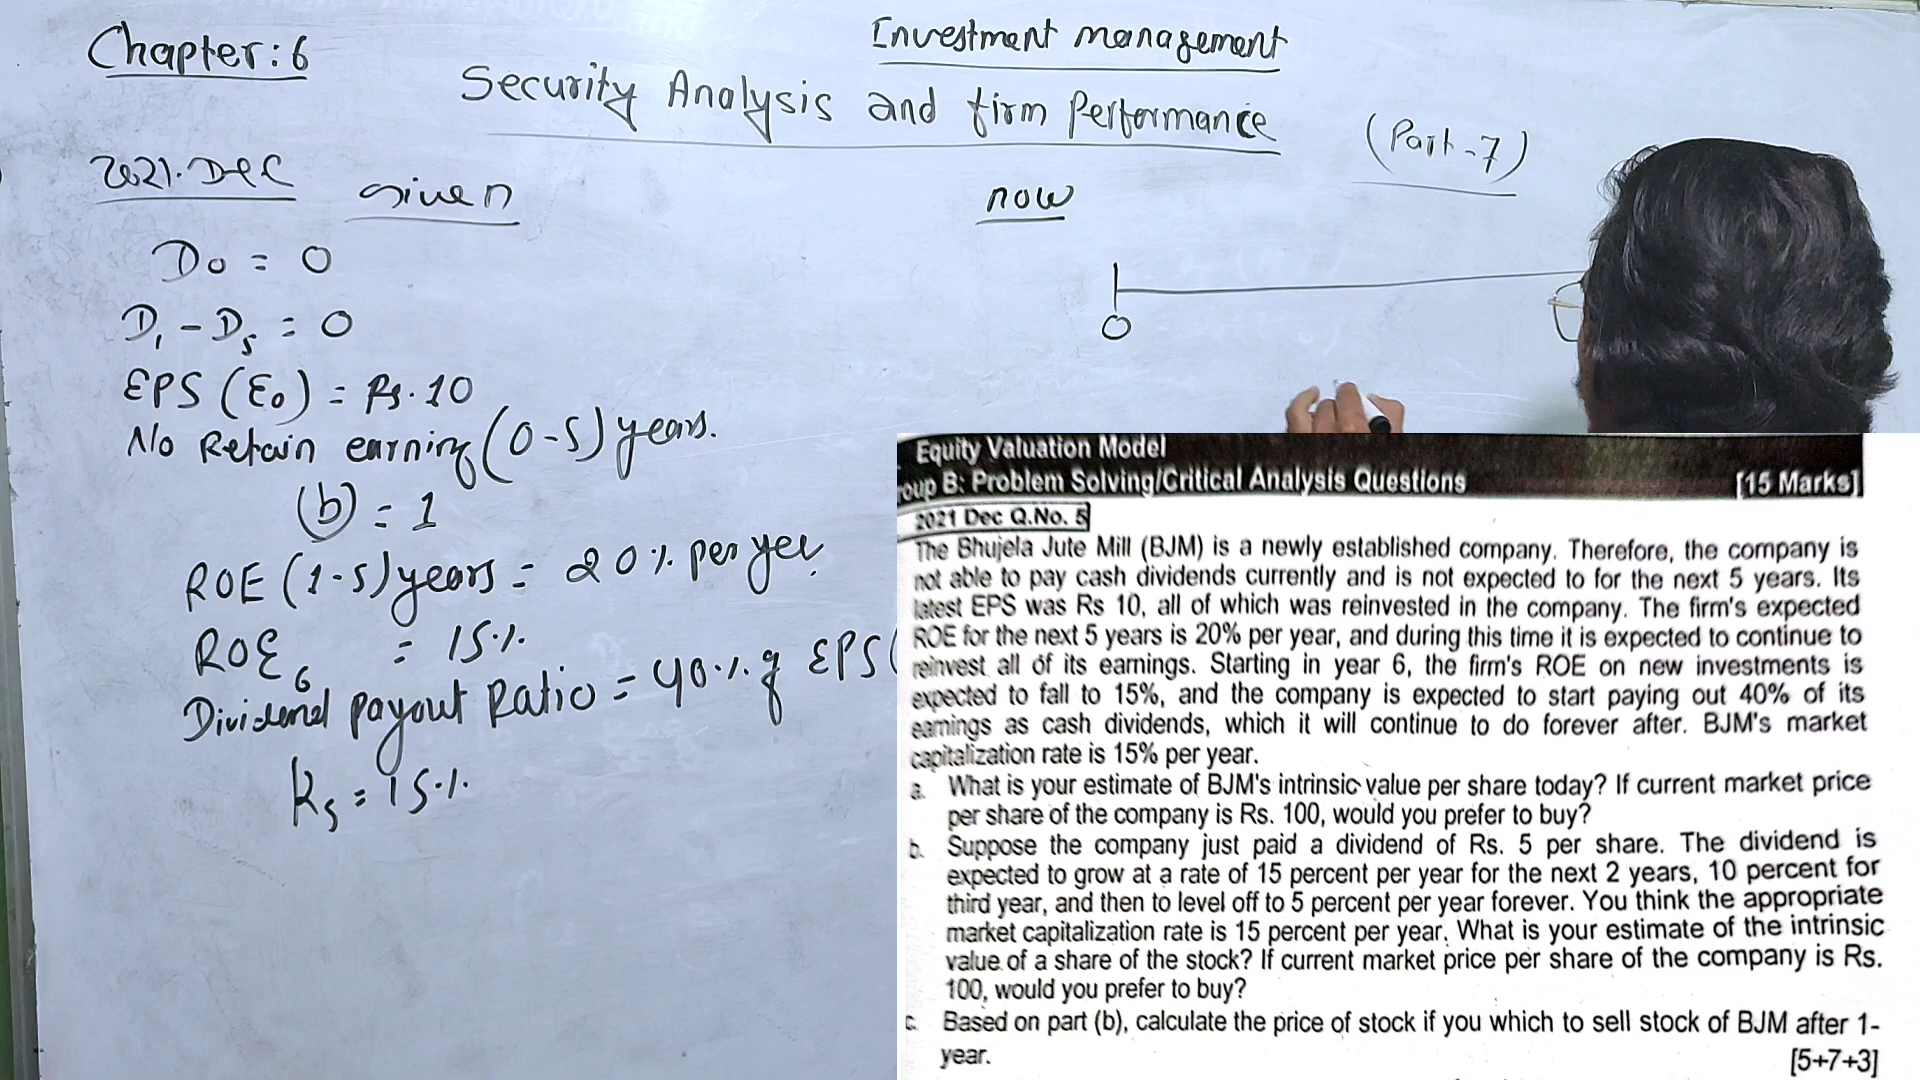 Chapter: 6
Investment management
Security Analysis and firm Performance
(Part-7)
2021.Dec given
now
D0 = 0
D1 - D5 = 0
0
EPS (E0) = Rs. 10
No Retain earning (0-5) years.
(b) = 1
ROE (1-5) years = 20% per year
ROE6 = 15%
Dividend payout Ratio = 40% of EPS (
Ks = 15%
Equity Valuation Model
roup B: Problem Solving/Critical Analysis Questions [15 Marks]
2021 Dec Q.No. 5
The Bhujela Jute Mill (BJM) is a newly established company. Therefore, the company is
not able to pay cash dividends currently and is not expected to for the next 5 years. Its
latest EPS was Rs 10, all of which was reinvested in the company. The firm's expected
ROE for the next 5 years is 20% per year, and during this time it is expected to continue to
reinvest all of its earnings. Starting in year 6, the firm's ROE on new investments is
expected to fall to 15%, and the company is expected to start paying out 40% of its
earnings as cash dividends, which it will continue to do forever after. BJM's market
capitalization rate is 15% per year.
a. What is your estimate of BJM's intrinsic value per share today? If current market price
per share of the company is Rs. 100, would you prefer to buy?
b. Suppose the company just paid a dividend of Rs. 5 per share. The dividend is
expected to grow at a rate of 15 percent per year for the next 2 years, 10 percent for
third year, and then to level off to 5 percent per year forever. You think the appropriate
market capitalization rate is 15 percent per year. What is your estimate of the intrinsic
value of a share of the stock? If current market price per share of the company is Rs.
100, would you prefer to buy?
c. Based on part (b), calculate the price of stock if you which to sell stock of BJM after 1-
year. [5+7+3]